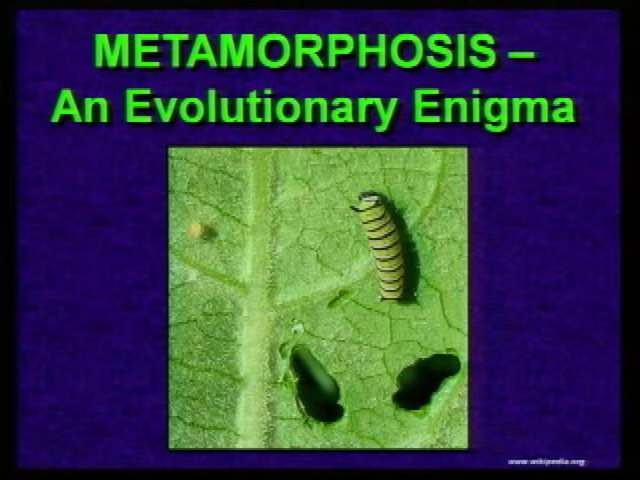 METAMORPHOSIS –
An Evolutionary Enigma
www.wikipedia.org